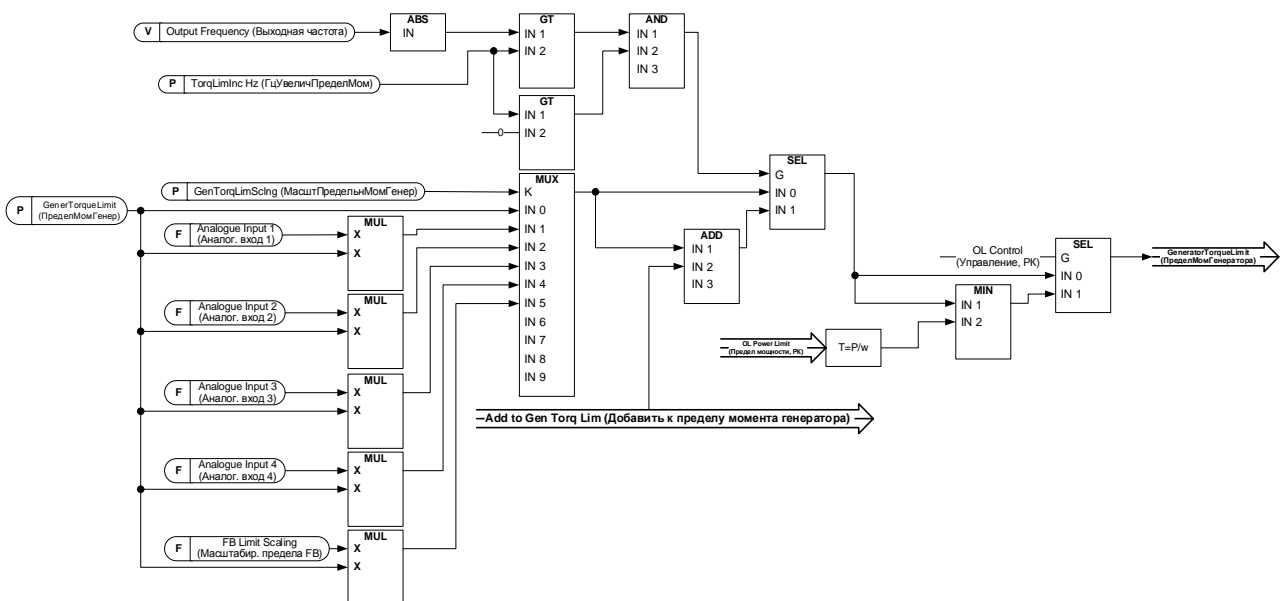 V Output Frequency (Выходная частота)
ABS
IN
GT
IN 1
IN 2
AND
IN 1
IN 2
IN 3
P TorqLimInc Hz (ГцУвеличПределМом)
GT
IN 1
0 IN 2
P GenTorqLimSclng (МасштПредельнМомГенер)
MUX
K
IN 0
IN 1
IN 2
IN 3
IN 4
IN 5
IN 6
IN 7
IN 8
IN 9
SEL
G
IN 0
IN 1
P GenerTorqueLimit
(ПределМомГенер)
F Analogue Input 1
(Аналог. вход 1)
MUL
X
X
F Analogue Input 2
(Аналог. вход 2)
MUL
X
X
F Analogue Input 3
(Аналог. вход 3)
MUL
X
X
F Analogue Input 4
(Аналог. вход 4)
MUL
X
X
F FB Limit Scaling
(Масштабир. предела FB)
MUL
X
X
ADD
IN 1
IN 2
IN 3
Add to Gen Torq Lim (Добавить к пределу момента генератора)
OL Power Limit
(Предел мощности, РК)
T=P/w
MIN
IN 1
IN 2
OL Control
(Управление, РК)
SEL
G
IN 0
IN 1
GeneratorTorqueLimit
(ПределМомГенератора)